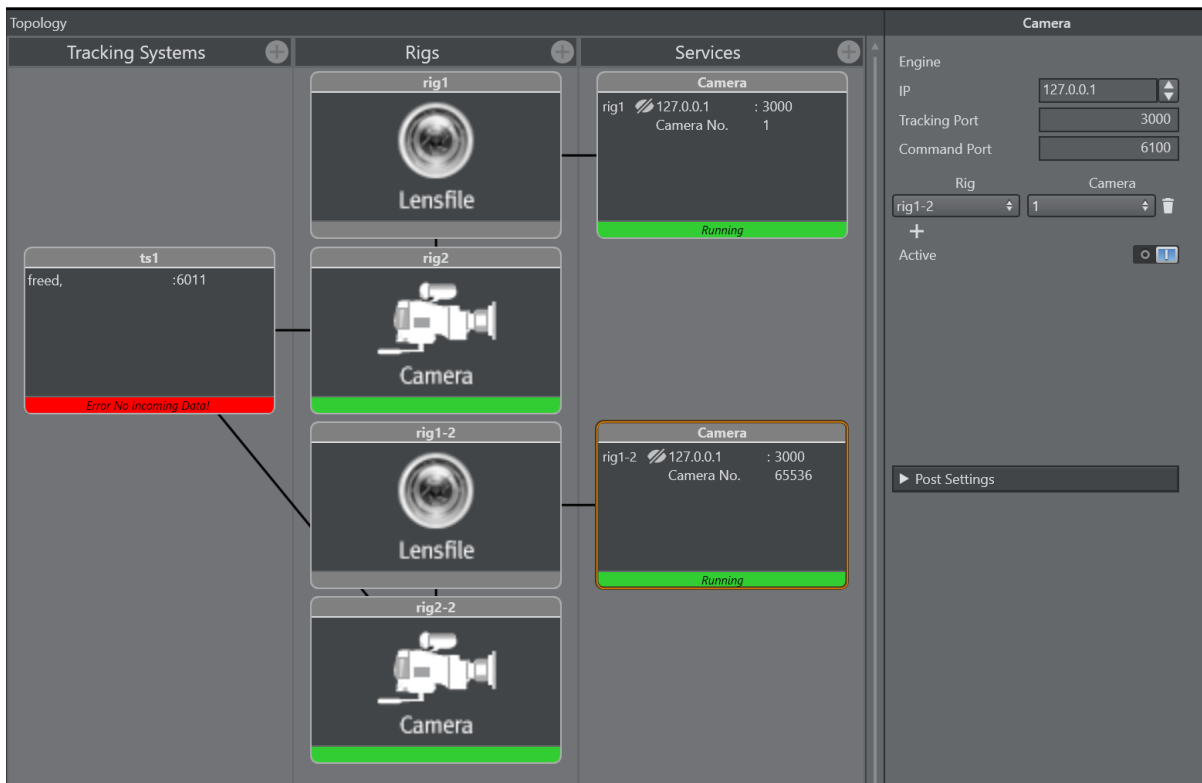 Topology
Tracking Systems
Rigs
Services
rig1
Lensfile
Camera
rig1 127.0.0.1 : 3000
Camera No. 1
Running
ts1
freed, :6011
Error No incoming Data!
rig2
Camera
rig1-2
Lensfile
Camera
rig1-2 127.0.0.1 : 3000
Camera No. 65536
Running
rig2-2
Camera
Camera
Engine
IP 127.0.0.1
Tracking Port 3000
Command Port 6100
Rig Camera
rig1-2 1
Active
Post Settings